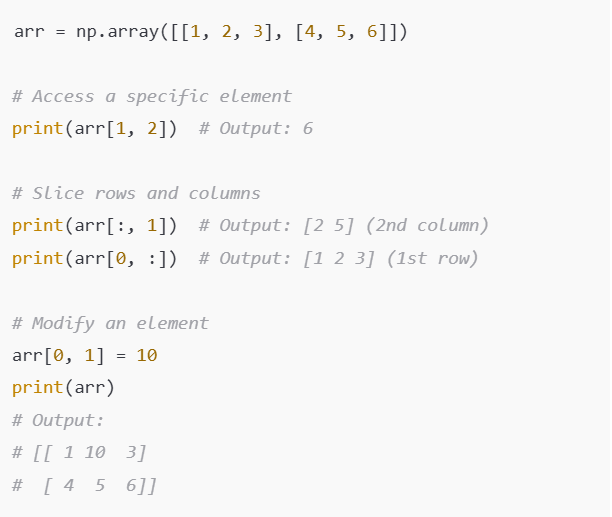 arr = np.array([[1, 2, 3], [4, 5, 6]])
# Access a specific element
print(arr[1, 2])  # Output: 6
# Slice rows and columns
print(arr[:, 1])  # Output: [2 5] (2nd column)
print(arr[0, :])  # Output: [1 2 3] (1st row)
# Modify an element
arr[0, 1] = 10
print(arr)
# Output:
# [[ 1 10  3]
#  [ 4  5  6]]